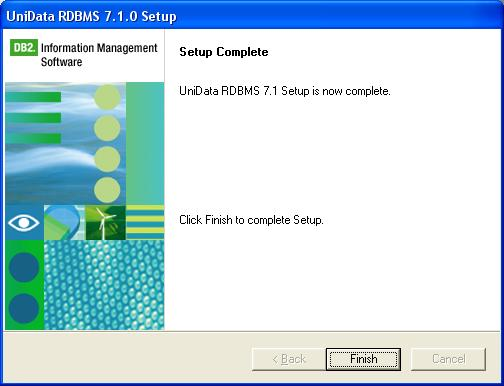 UniData RDBMS 7.1.0 Setup
DB2. Information Management
Software
Setup Complete
UniData RDBMS 7.1 Setup is now complete.
Click Finish to complete Setup.
< Back
Finish
Cancel